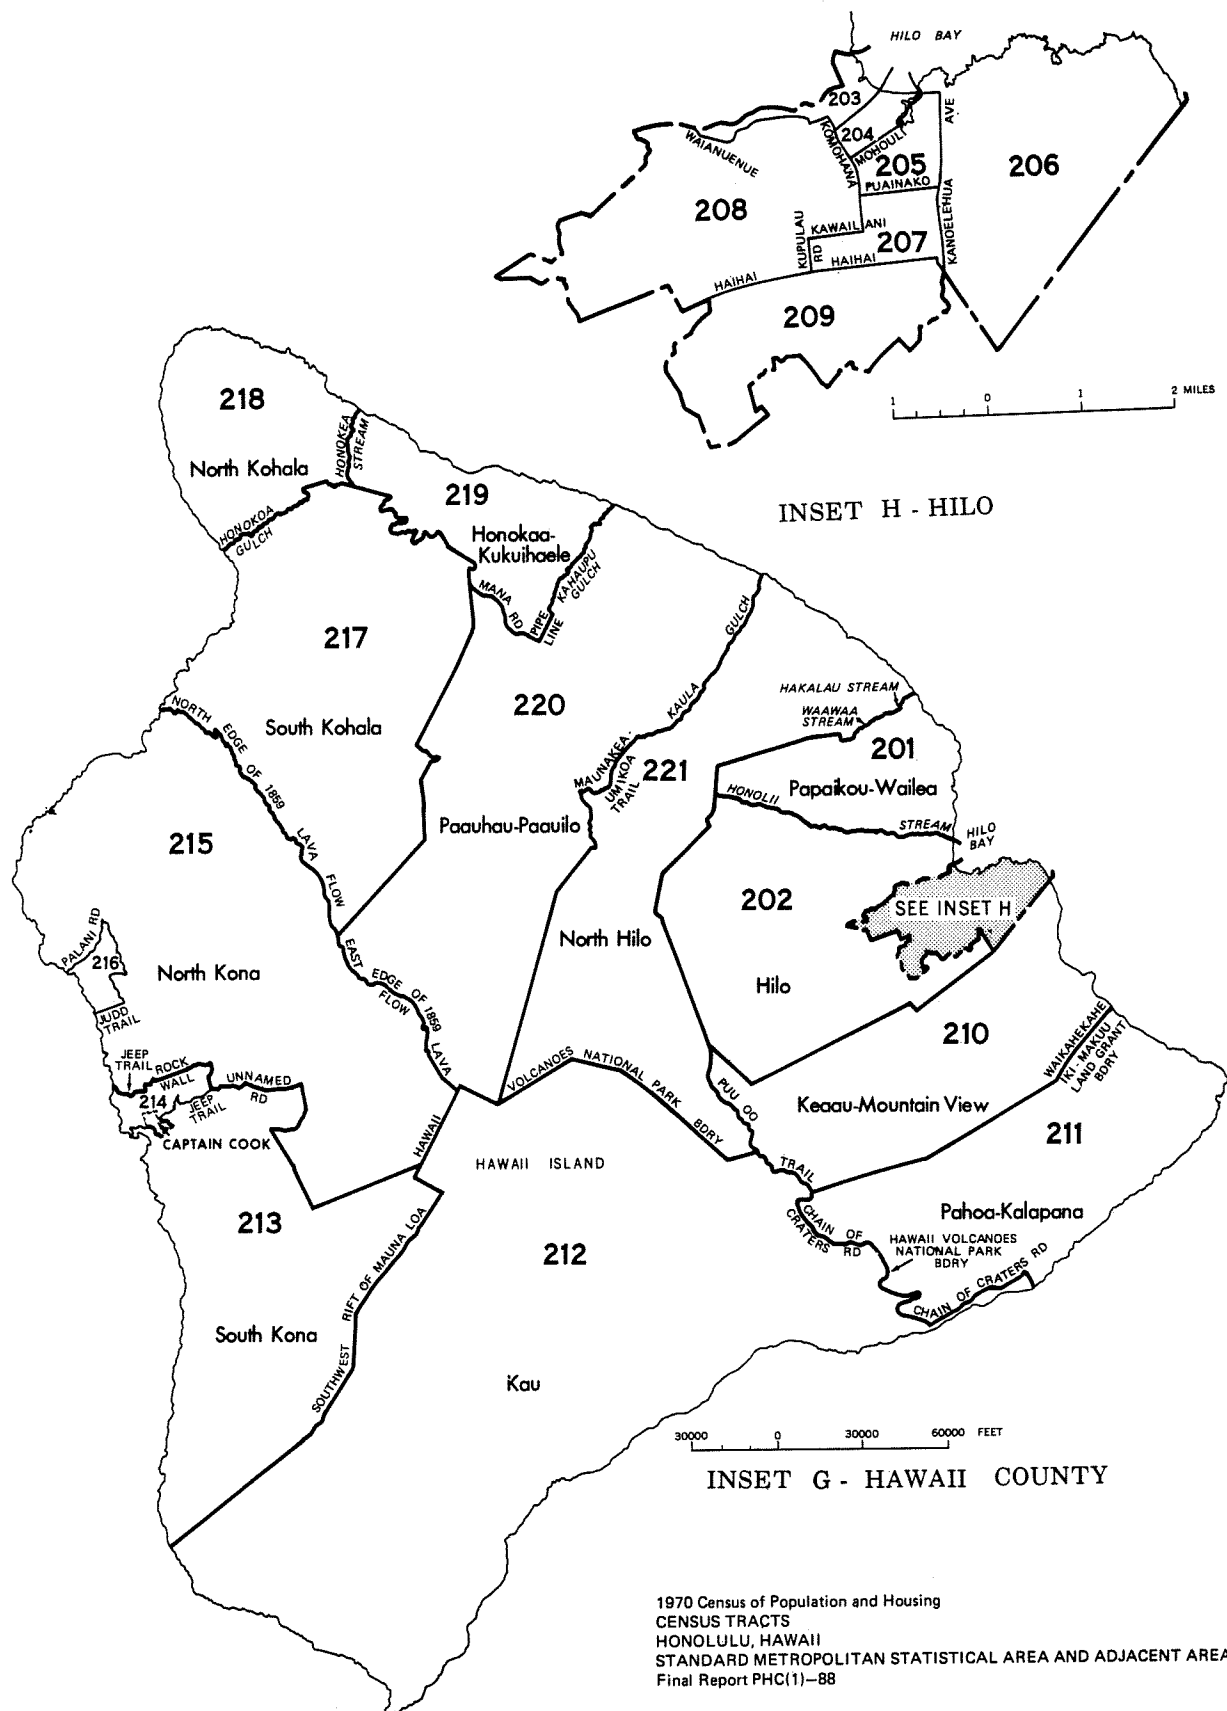 HILO BAY
203
204
KOMOHANA
MOHOULI
AVE
WAIANUENUE
205
206
PUAINAKO
208
KUPULAU
RD
KAWAILANI
207
KANOELEHUA
HAIHAI
HAIHAI
209
1 0 1 2 MILES
INSET H - HILO
218
North Kohala
HONOKEA
STREAM
HONOKOA
GULCH
219
Honokaa-
Kukuihaele
MANA RD
PIPE
LINE
KAHAUPU
GULCH
217
South Kohala
220
Paauhau-Paauilo
KAULA GULCH
MAUNAKEA-
UMIKOA
TRAIL
221
North Hilo
HAKALAU STREAM
WAAWAA
STREAM
201
Papaikou-Wailea
HONOLII STREAM
HILO
BAY
NORTH EDGE OF 1859 LAVA FLOW
215
North Kona
PALANI RD
216
JUDD
TRAIL
202
Hilo
SEE INSET H
EAST EDGE OF 1859 LAVA
FLOW
JEEP
TRAIL
ROCK
WALL
214
JEEP
TRAIL
UNNAMED
RD
CAPTAIN COOK
HAWAII VOLCANOES NATIONAL PARK
BDRY
HAWAII ISLAND
210
Keaau-Mountain View
PUU OO TRAIL
WAIKAHEKAHE
IKI-MAKUU
LAND GRANT
BDRY
211
Pahoa-Kalapana
CHAIN OF
CRATERS RD
HAWAII VOLCANOES
NATIONAL PARK
BDRY
CHAIN OF CRATERS RD
213
South Kona
SOUTHWEST RIFT OF MAUNA LOA
212
Kau
30000 0 30000 60000 FEET
INSET G - HAWAII COUNTY
1970 Census of Population and Housing
CENSUS TRACTS
HONOLULU, HAWAII
STANDARD METROPOLITAN STATISTICAL AREA AND ADJACENT AREA
Final Report PHC(1)–88